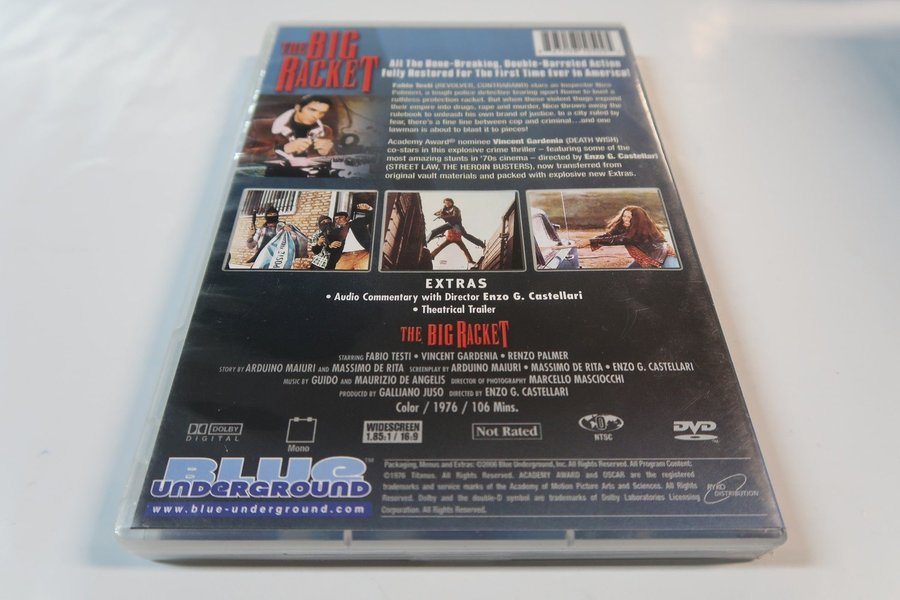 THE BIG RACKET
All The Bone-Breaking, Double-Barreled Action
Fully Restored For The First Time Ever In America!
Fabio Testi (REVOLVER, CONTRABAND) stars as Inspector Nico
Palmieri, a tough police detective tearing apart Rome to bust a
ruthless protection racket. But when these violent thugs expand
their empire into drugs, rape and murder, Nico throws away the
rulebook to unleash his own brand of justice. In a city ruled by
fear, there's a fine line between cop and criminal....and one
lawman is about to blast it to pieces!
Academy Award® nominee Vincent Gardenia (DEATH WISH)
co-stars in this explosive crime thriller – featuring some of the
most amazing stunts in '70s cinema – directed by Enzo G. Castellari
(STREET LAW, THE HEROIN BUSTERS), now transferred from
original vault materials and packed with explosive new Extras.
EXTRAS
• Audio Commentary with Director Enzo G. Castellari
• Theatrical Trailer
THE BIG RACKET
STARRING FABIO TESTI • VINCENT GARDENIA • RENZO PALMER
STORY BY ARDUINO MAIURI AND MASSIMO DE RITA SCREENPLAY BY ARDUINO MAIURI • MASSIMO DE RITA • ENZO G. CASTELLARI
MUSIC BY GUIDO AND MAURIZIO DE ANGELIS DIRECTOR OF PHOTOGRAPHY MARCELLO MASCIOCCHI
PRODUCED BY GALLIANO JUSO DIRECTED BY ENZO G. CASTELLARI
Color / 1976 / 106 Mins.
DOLBY DIGITAL
Mono
WIDESCREEN
1.85:1 / 16:9
Not Rated
0
NTSC
DVD
BLUE UNDERGROUND™
www.blue-underground.com
Packaging, Menus and Extras: ©2006 Blue Underground, Inc. All Rights Reserved. All Program Content:
©1976 Titanus. All Rights Reserved. ACADEMY AWARD and OSCAR are the registered
trademarks and service marks of the Academy of Motion Picture Arts and Sciences. All Rights
Reserved. Dolby and the double-D symbol are trademarks of Dolby Laboratories Licensing
Corporation. All Rights Reserved.
RYKO
DISTRIBUTION